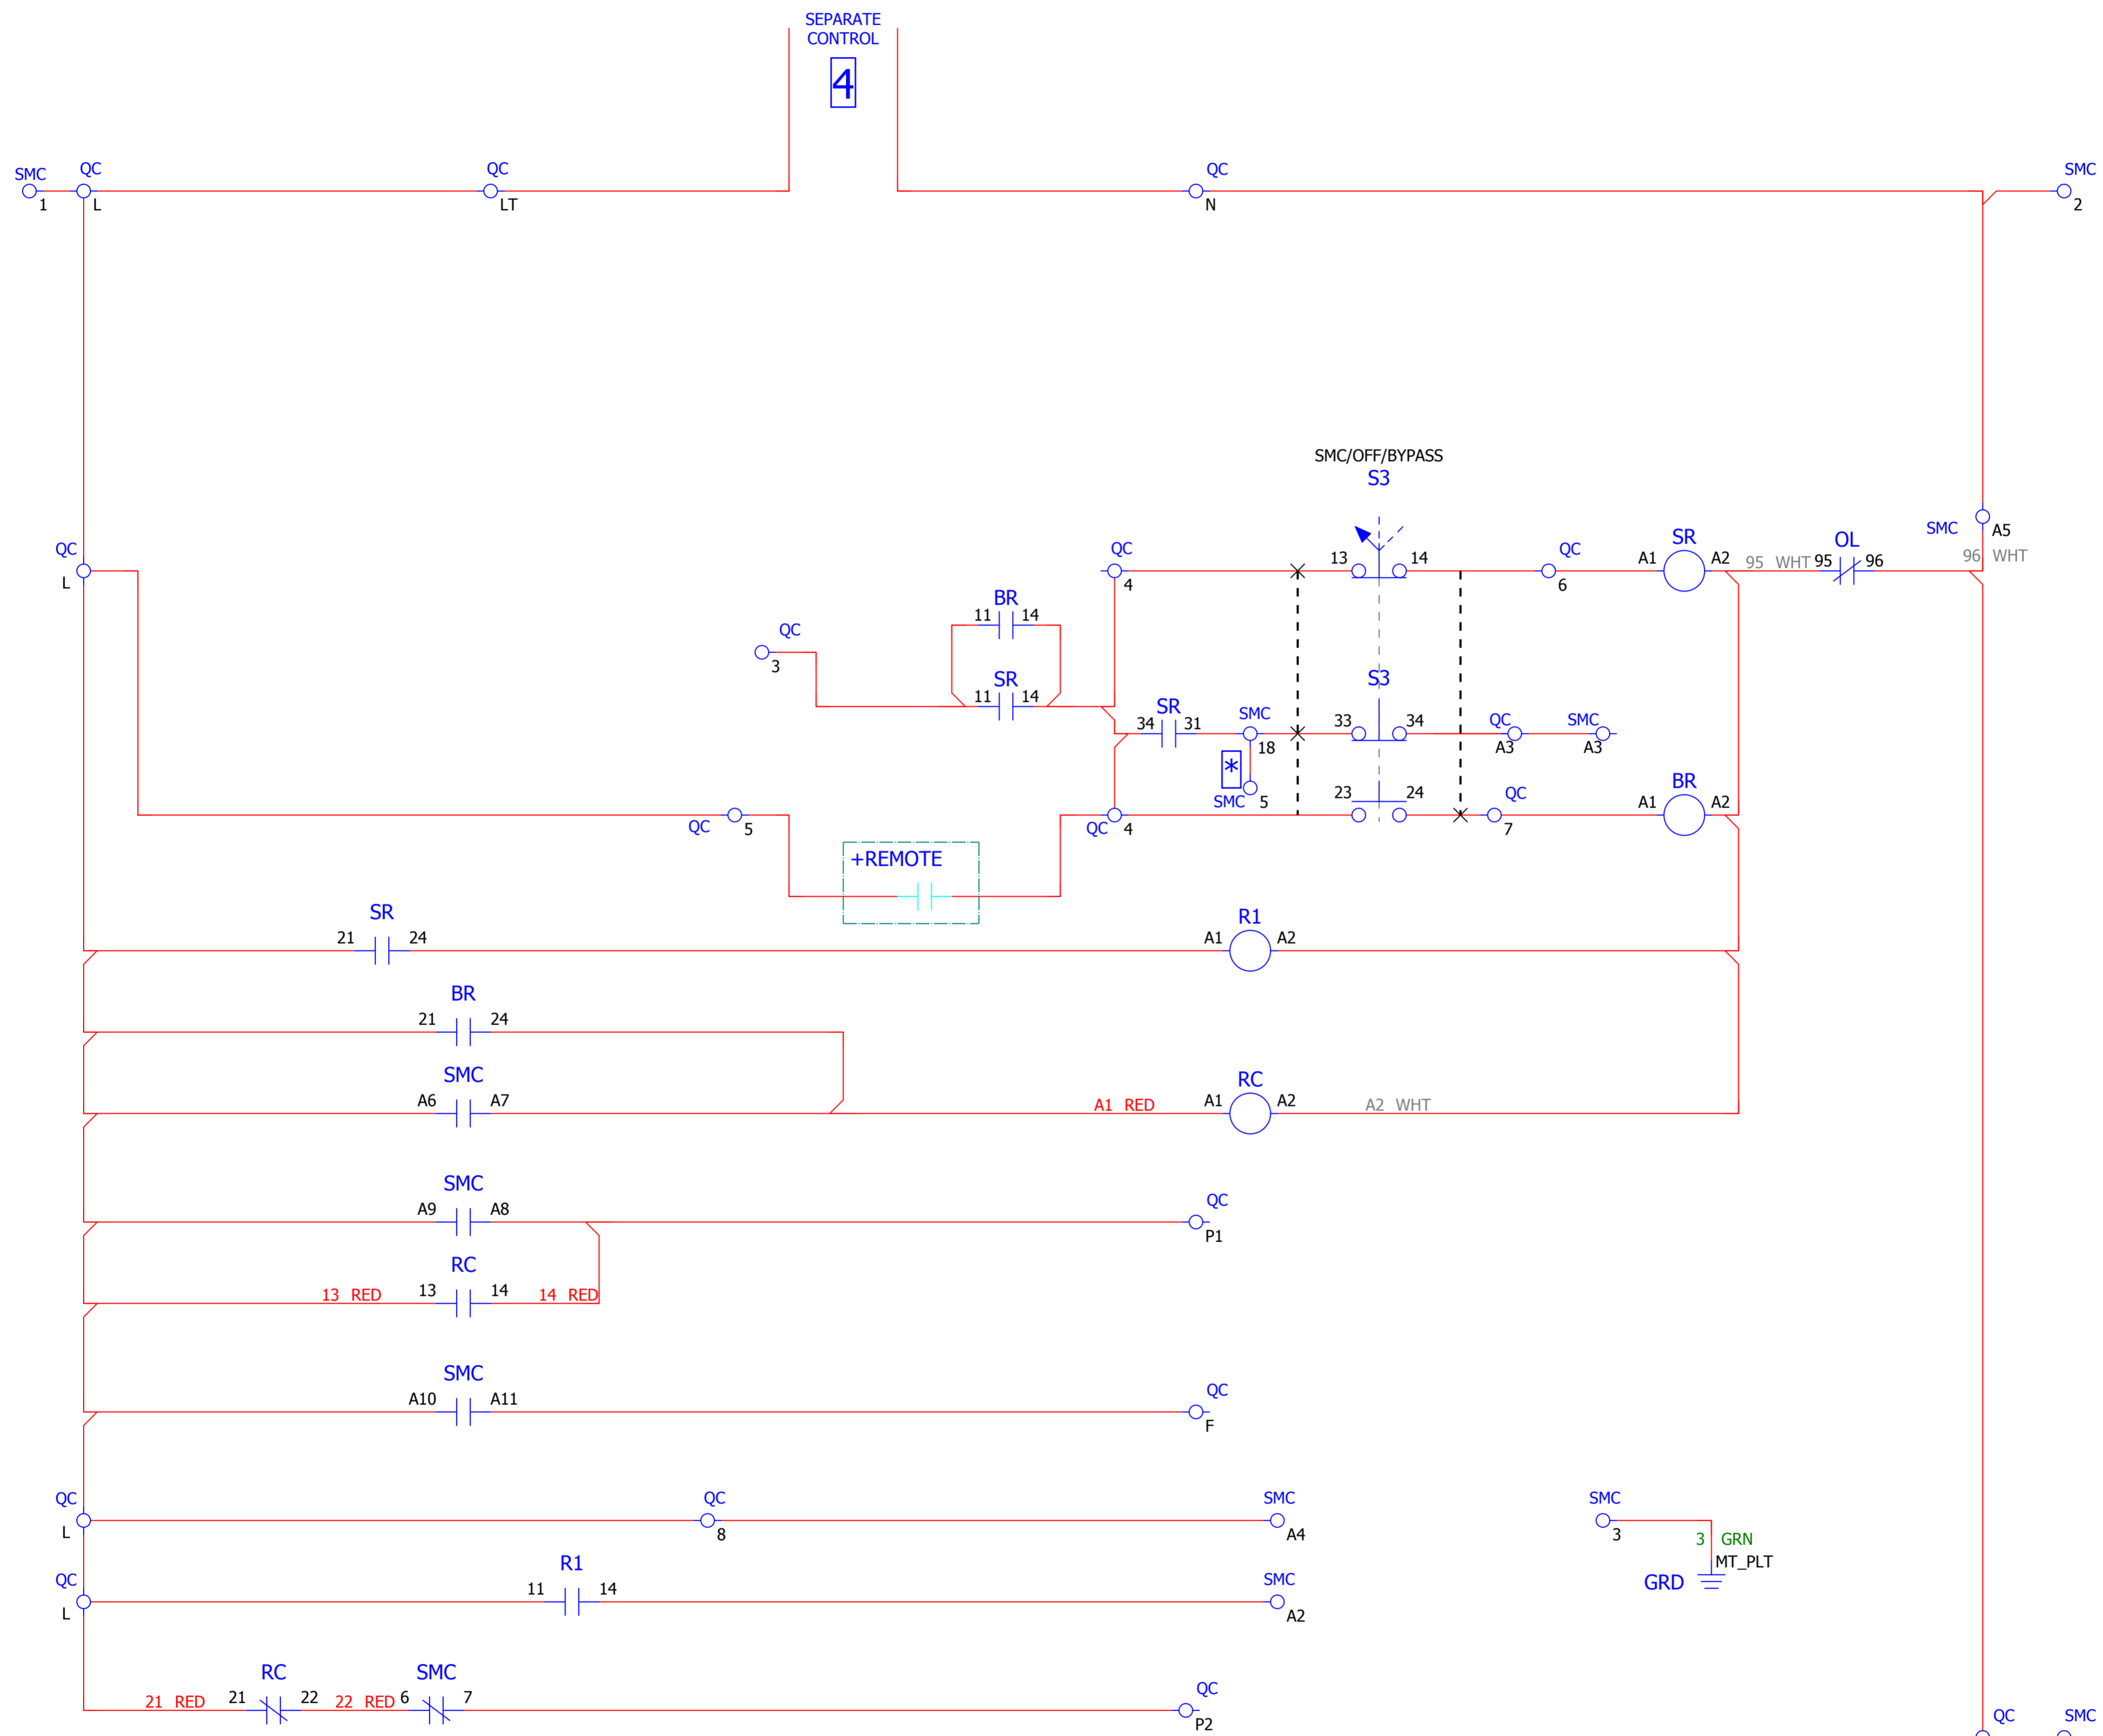 SEPARATE
CONTROL
4
SMC
1
QC
L
QC
LT
QC
N
SMC
2
SMC/OFF/BYPASS
S3
QC
L
QC
4
13
14
QC
6
SR
A1
A2
95 WHT
OL
95
96
SMC
A5
96 WHT
BR
11
14
QC
3
SR
11
14
S3
SR
34
31
SMC
18
33
34
QC
A3
SMC
A3
*
SMC
5
QC
5
QC
4
23
24
QC
7
BR
A1
A2
+REMOTE
SR
21
24
R1
A1
A2
BR
21
24
SMC
A6
A7
A1 RED
RC
A1
A2
A2 WHT
SMC
A9
A8
QC
P1
RC
13 RED
13
14
14 RED
SMC
A10
A11
QC
F
QC
L
QC
8
SMC
A4
SMC
3
3 GRN
MT_PLT
GRD
QC
L
R1
11
14
SMC
A2
RC
21 RED
21
22
22 RED
SMC
6
7
QC
P2
QC
SMC